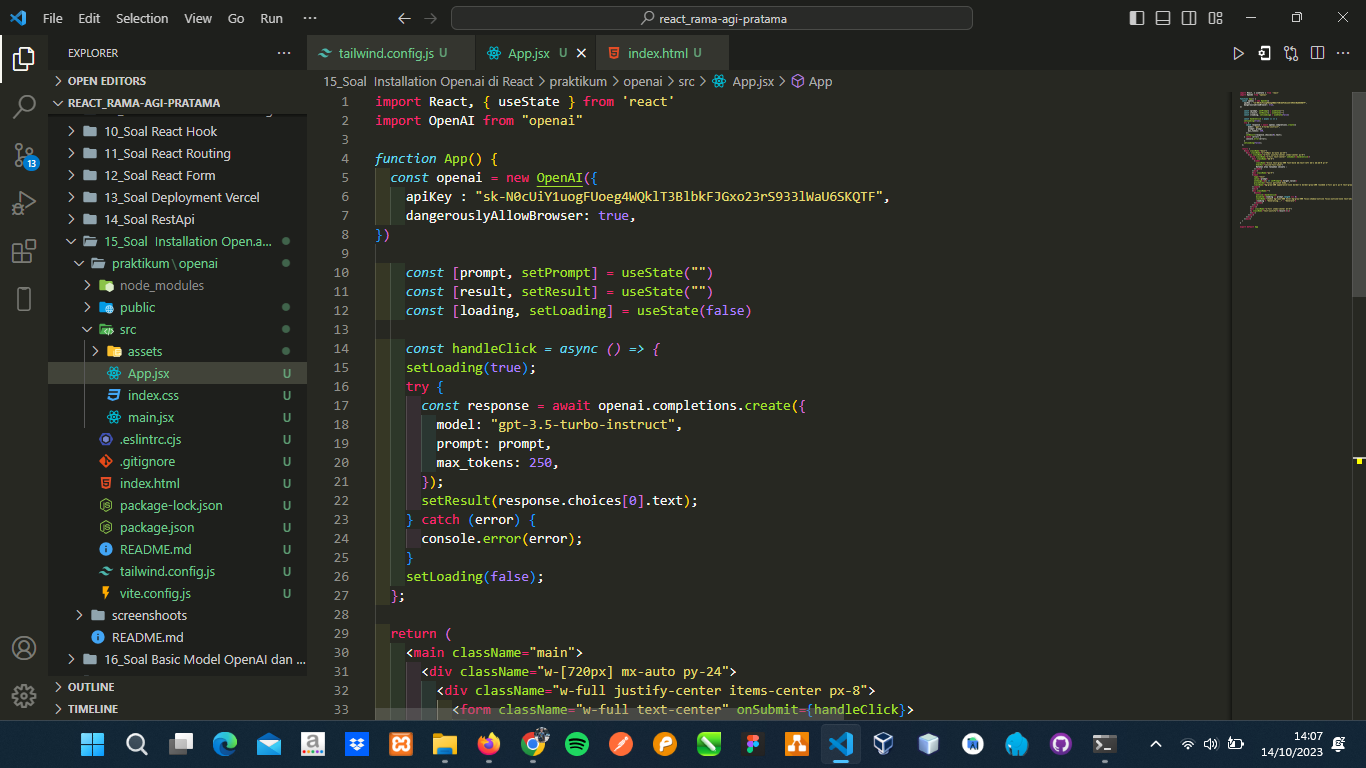 File Edit Selection View Go Run ···
react_rama-agi-pratama
EXPLORER
OPEN EDITORS
REACT_RAMA-AGI-PRATAMA
10_Soal React Hook
11_Soal React Routing
12_Soal React Form
13_Soal Deployment Vercel
14_Soal RestApi
15_Soal Installation Open.a...
praktikum\openai
node_modules
public
src
assets
App.jsx U
index.css U
main.jsx U
.eslintrc.cjs U
.gitignore U
index.html U
package-lock.json U
package.json U
README.md U
tailwind.config.js U
vite.config.js U
screenshoots
README.md
16_Soal Basic Model OpenAI dan ...
OUTLINE
TIMELINE
13
tailwind.config.js U App.jsx U index.html U
15_Soal Installation Open.ai di React > praktikum > openai > src > App.jsx > App
1 import React, { useState } from 'react'
2 import OpenAI from "openai"
3
4 function App() {
5 const openai = new OpenAI({
6 apiKey : "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",
7 dangerouslyAllowBrowser: true,
8 })
9
10 const [prompt, setPrompt] = useState("")
11 const [result, setResult] = useState("")
12 const [loading, setLoading] = useState(false)
13
14 const handleClick = async () => {
15 setLoading(true);
16 try {
17 const response = await openai.completions.create({
18 model: "gpt-3.5-turbo-instruct",
19 prompt: prompt,
20 max_tokens: 250,
21 });
22 setResult(response.choices[0].text);
23 } catch (error) {
24 console.error(error);
25 }
26 setLoading(false);
27 };
28
29 return (
30 <main className="main">
31 <div className="w-[720px] mx-auto py-24">
32 <div className="w-full justify-center items-center px-8">
33 <form className="w-full text-center" onSubmit={handleClick}>
14:07
14/10/2023